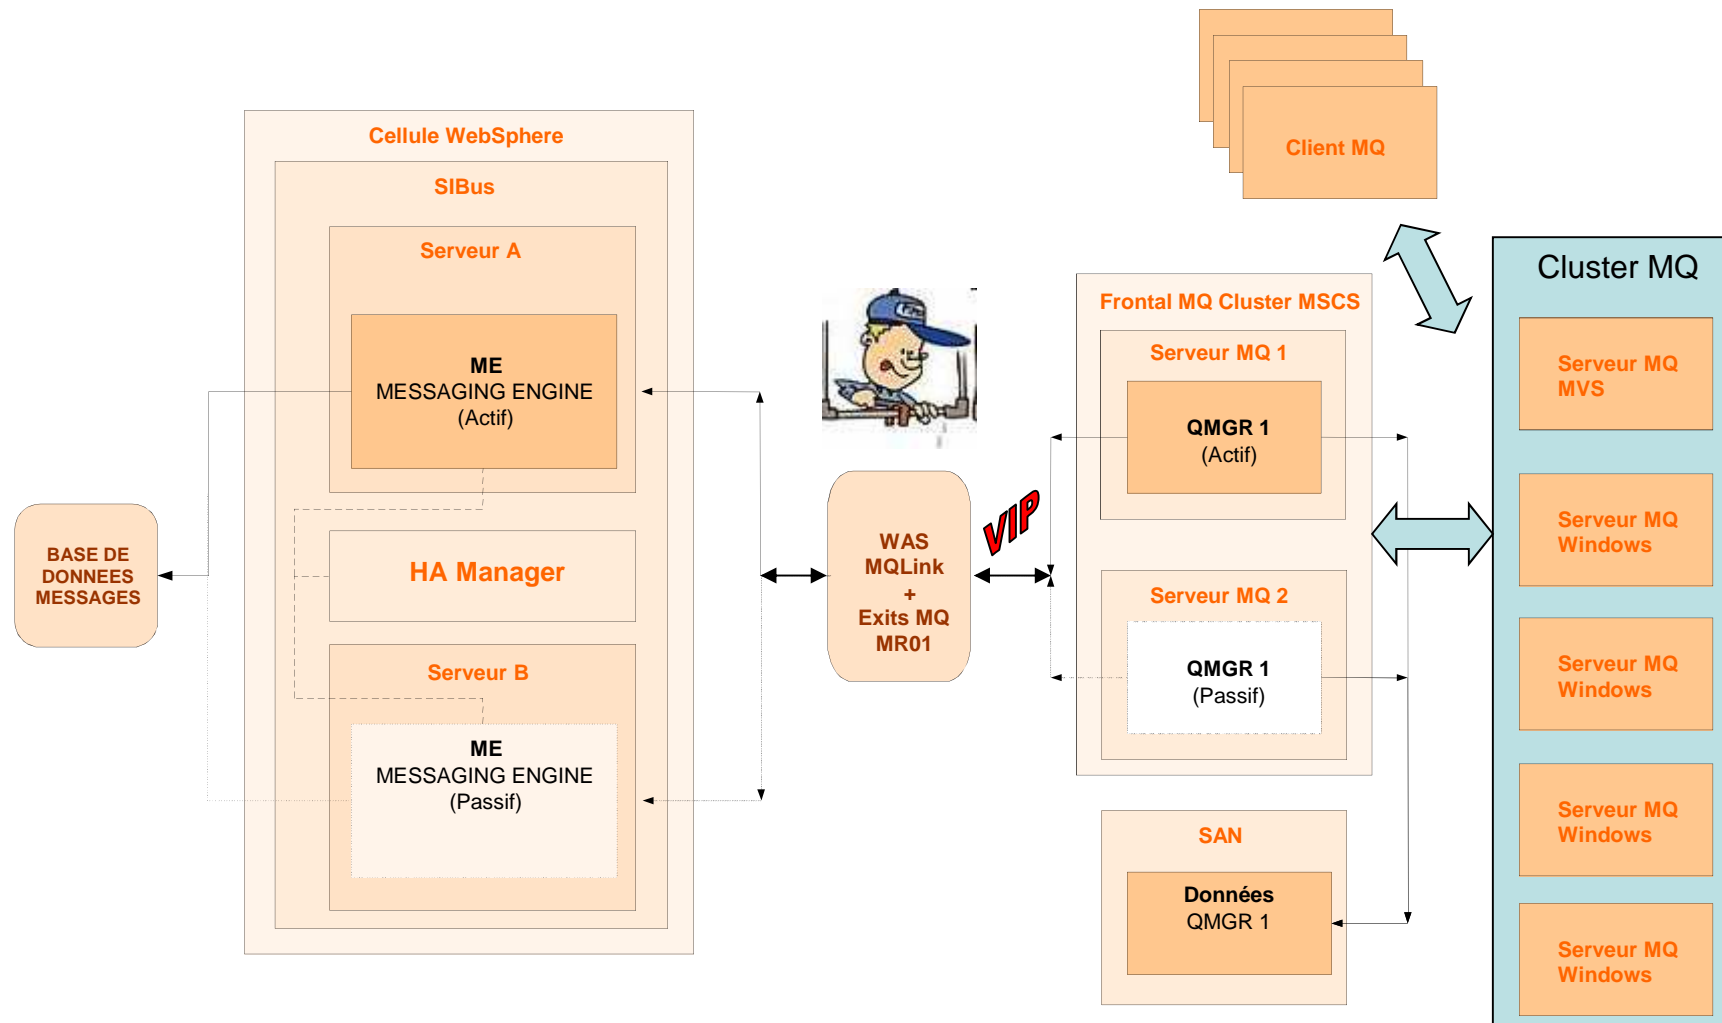 Client MQ
Cellule WebSphere
SIBus
Serveur A
ME
MESSAGING ENGINE
(Actif)
HA Manager
Serveur B
ME
MESSAGING ENGINE
(Passif)
BASE DE
DONNEES
MESSAGES
WAS
MQLink
+
Exits MQ
MR01
VIP
Frontal MQ Cluster MSCS
Serveur MQ 1
QMGR 1
(Actif)
Serveur MQ 2
QMGR 1
(Passif)
SAN
Données
QMGR 1
Cluster MQ
Serveur MQ
MVS
Serveur MQ
Windows
Serveur MQ
Windows
Serveur MQ
Windows
Serveur MQ
Windows